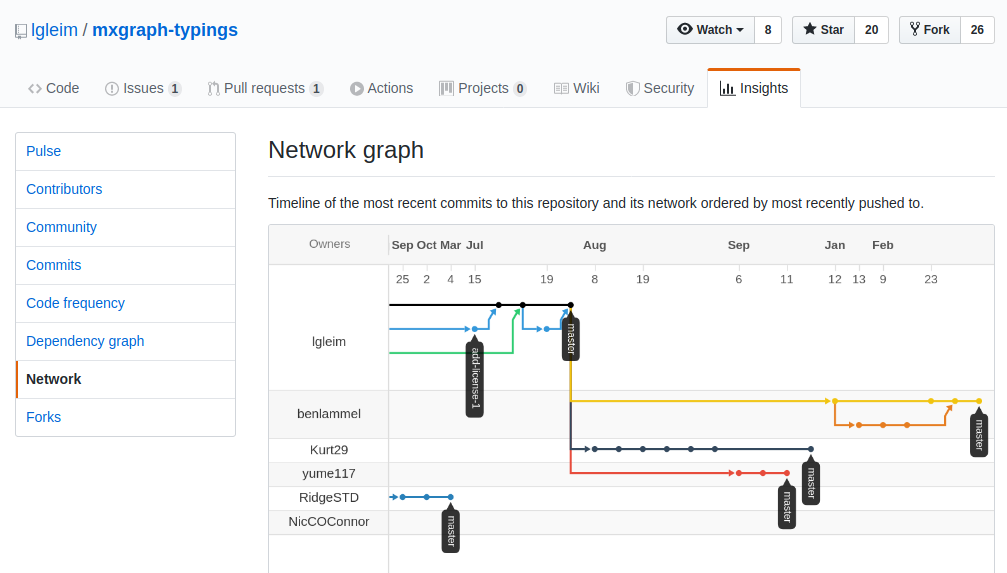 lgleim / mxgraph-typings
Watch 8 Star 20 Fork 26
Code Issues 1 Pull requests 1 Actions Projects 0 Wiki Security Insights
Pulse
Contributors
Community
Commits
Code frequency
Dependency graph
Network
Forks
Network graph
Timeline of the most recent commits to this repository and its network ordered by most recently pushed to.
Owners Sep Oct Mar Jul Aug Sep Jan Feb
25 2 4 15 19 8 19 6 11 12 13 9 23
lgleim
master
add-license-1
benlammel
master
Kurt29
master
yume117
master
RidgeSTD
master
NicCOConnor